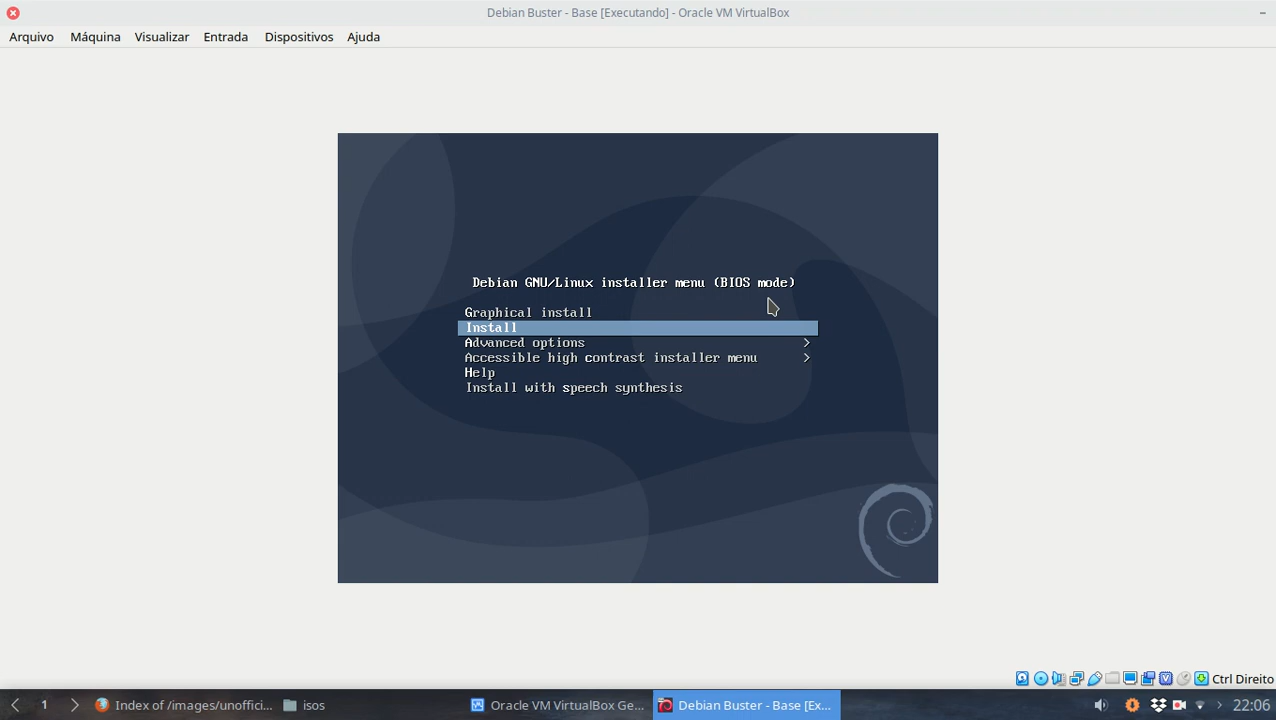 Debian Buster - Base [Executando] - Oracle VM VirtualBox
Arquivo Máquina Visualizar Entrada Dispositivos Ajuda
Debian GNU/Linux installer menu (BIOS mode)
Graphical install
Install
Advanced options >
Accessible high contrast installer menu >
Help
Install with speech synthesis
Ctrl Direito
1 Index of /images/unoffici... isos Oracle VM VirtualBox Ge... Debian Buster - Base [Ex... 22:06